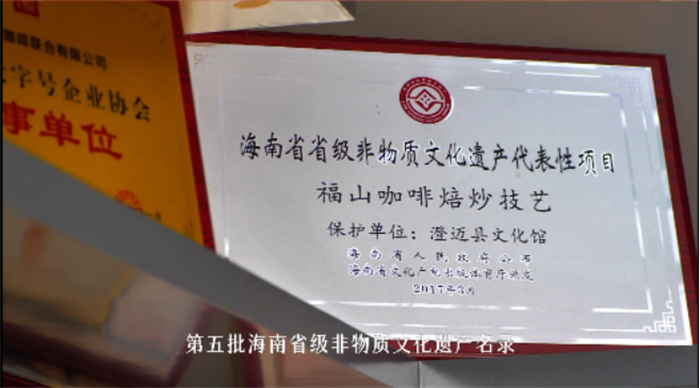 咖啡联合有限公司
字号企业协会
事单位
海南省省级非物质文化遗产代表性项目
福山咖啡焙炒技艺
保护单位：澄迈县文化馆
海南省人民政府公布
海南省文化广电出版体育厅颁发
2017年3月
第五批海南省级非物质文化遗产名录